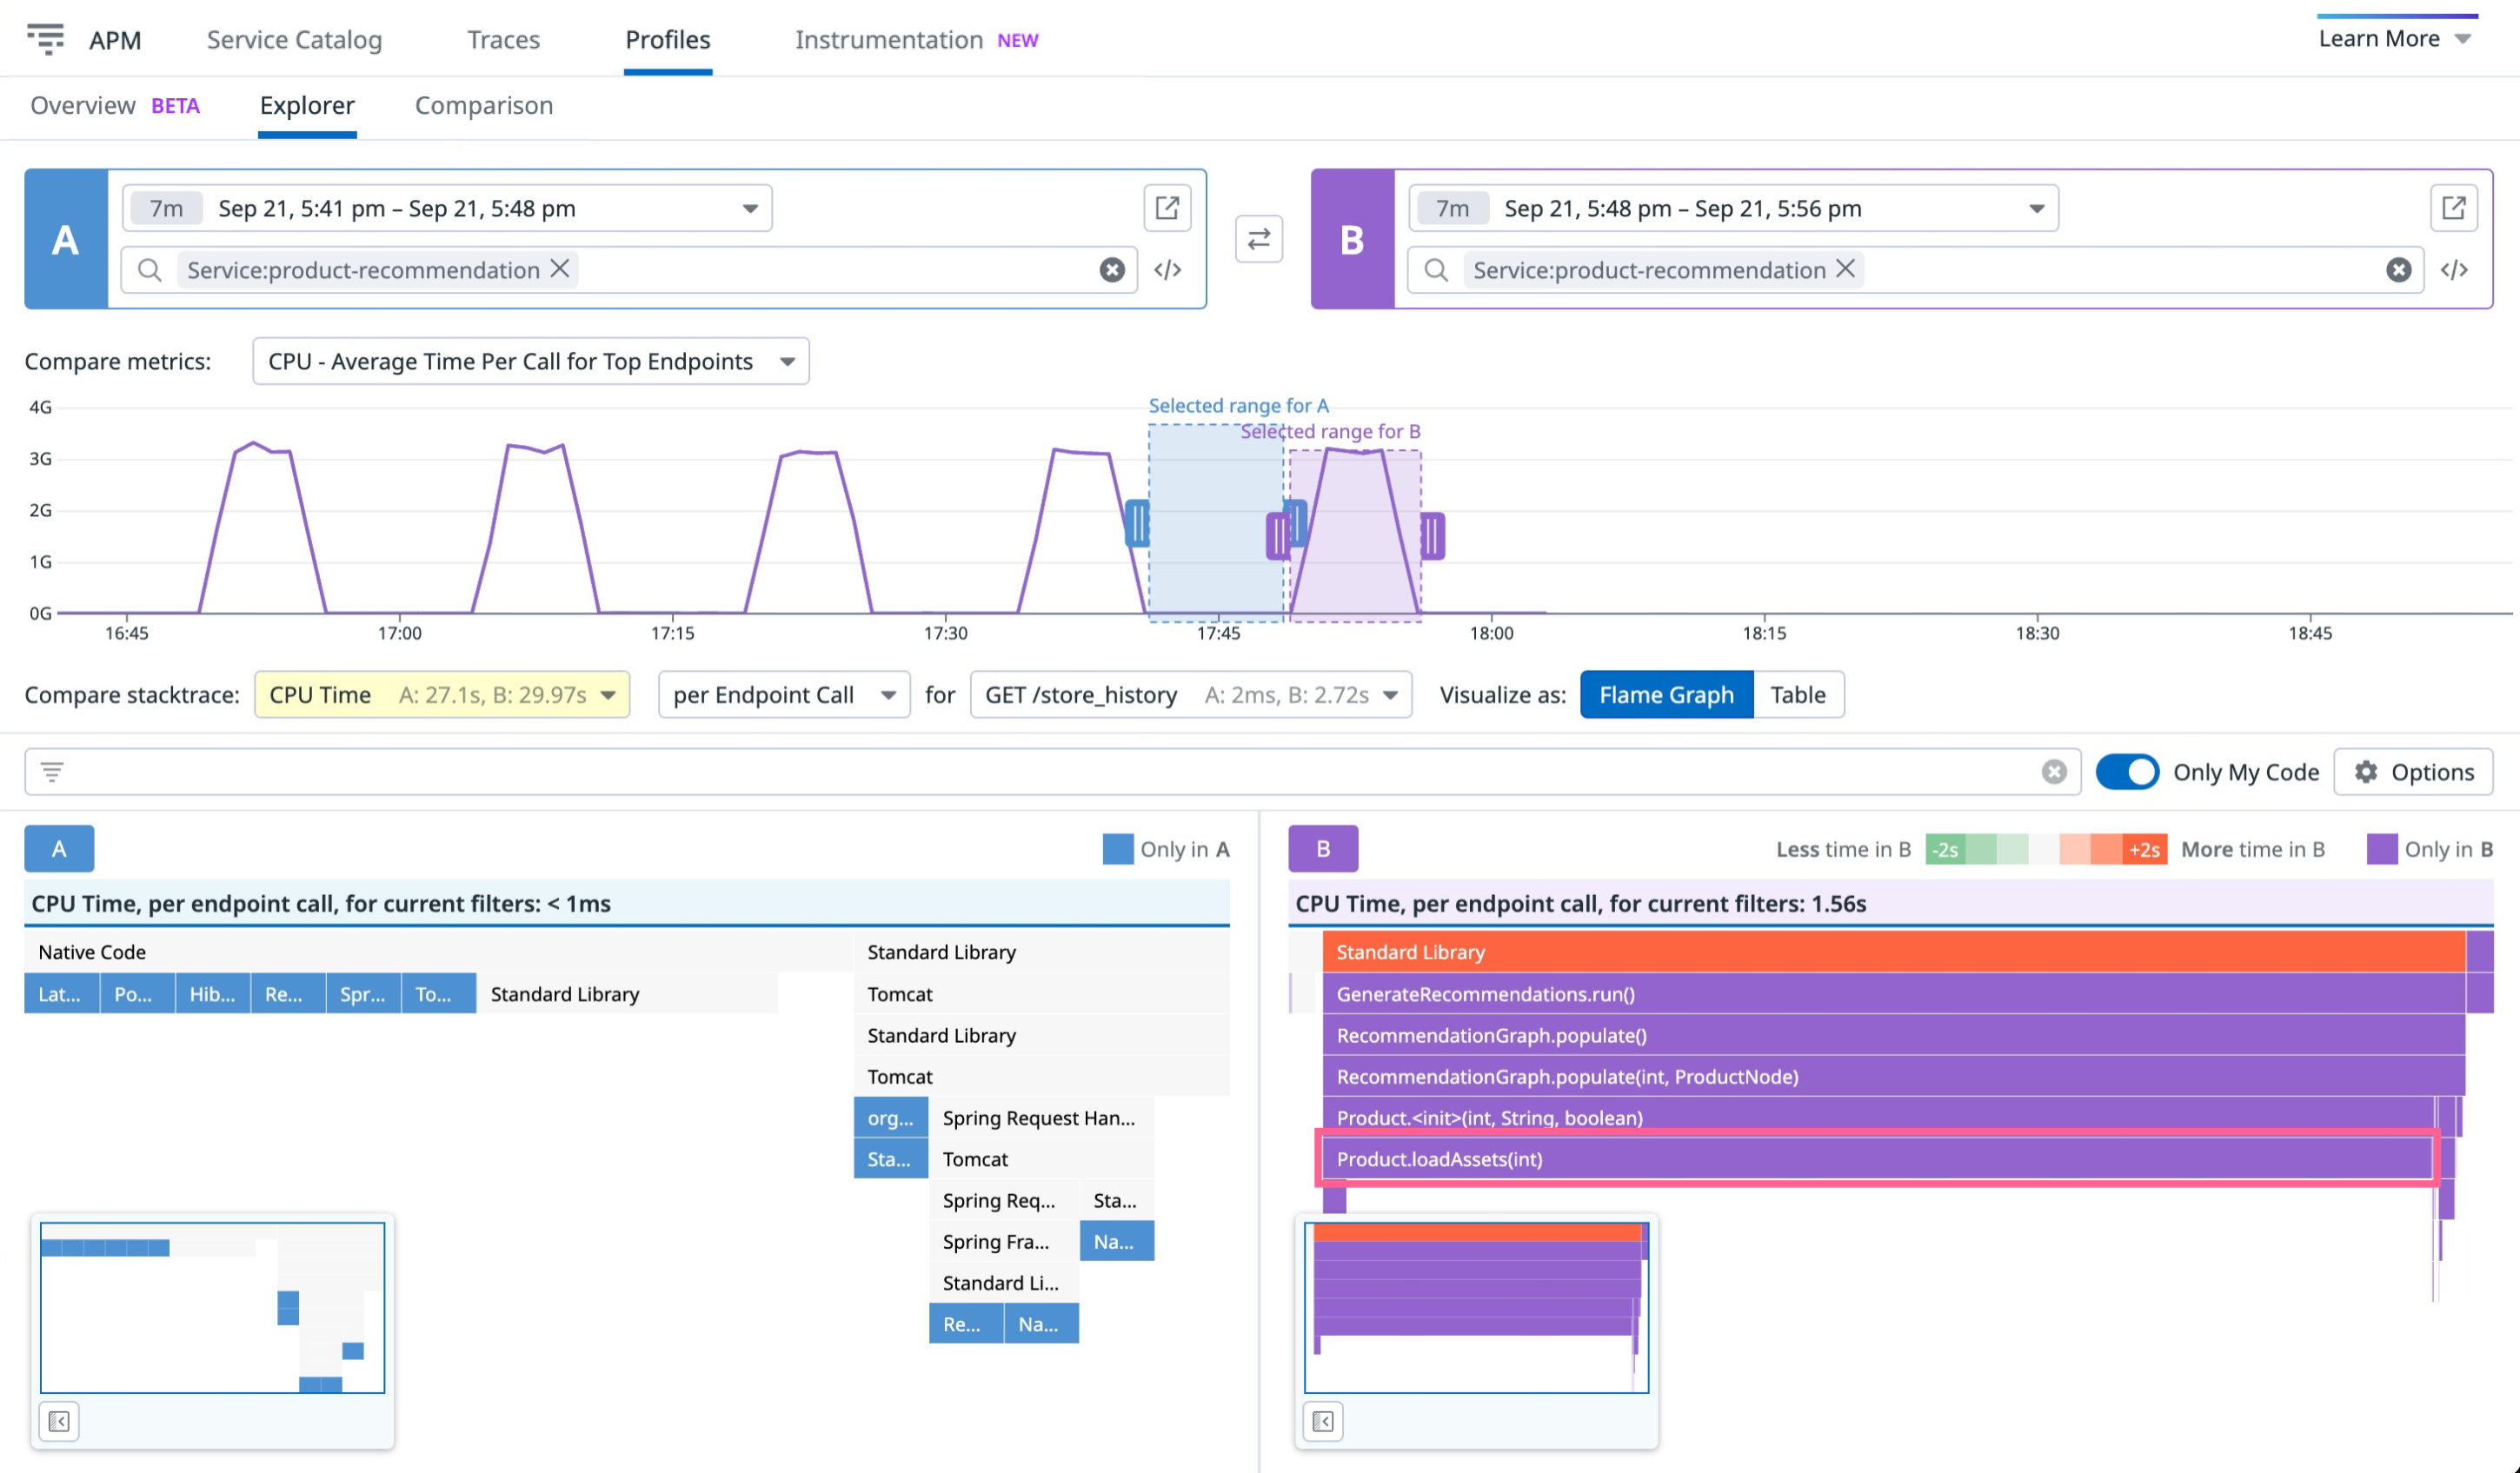 APM Service Catalog Traces Profiles Instrumentation NEW Learn More
Overview BETA Explorer Comparison
A 7m Sep 21, 5:41 pm – Sep 21, 5:48 pm
Service:product-recommendation
B 7m Sep 21, 5:48 pm – Sep 21, 5:56 pm
Service:product-recommendation
Compare metrics: CPU - Average Time Per Call for Top Endpoints
4G
3G
2G
1G
0G
Selected range for A
Selected range for B
16:45 17:00 17:15 17:30 17:45 18:00 18:15 18:30 18:45
Compare stacktrace: CPU Time A: 27.1s, B: 29.97s per Endpoint Call for GET /store_history A: 2ms, B: 2.72s Visualize as: Flame Graph Table
Only My Code Options
A Only in A
CPU Time, per endpoint call, for current filters: < 1ms
Native Code Standard Library
Lat... Po... Hib... Re... Spr... To... Standard Library Tomcat
Standard Library
Tomcat
org... Spring Request Han...
Sta... Tomcat
Spring Req... Sta...
Spring Fra... Na...
Standard Li...
Re... Na...
B Less time in B -2s +2s More time in B Only in B
CPU Time, per endpoint call, for current filters: 1.56s
Standard Library
GenerateRecommendations.run()
RecommendationGraph.populate()
RecommendationGraph.populate(int, ProductNode)
Product.<init>(int, String, boolean)
Product.loadAssets(int)